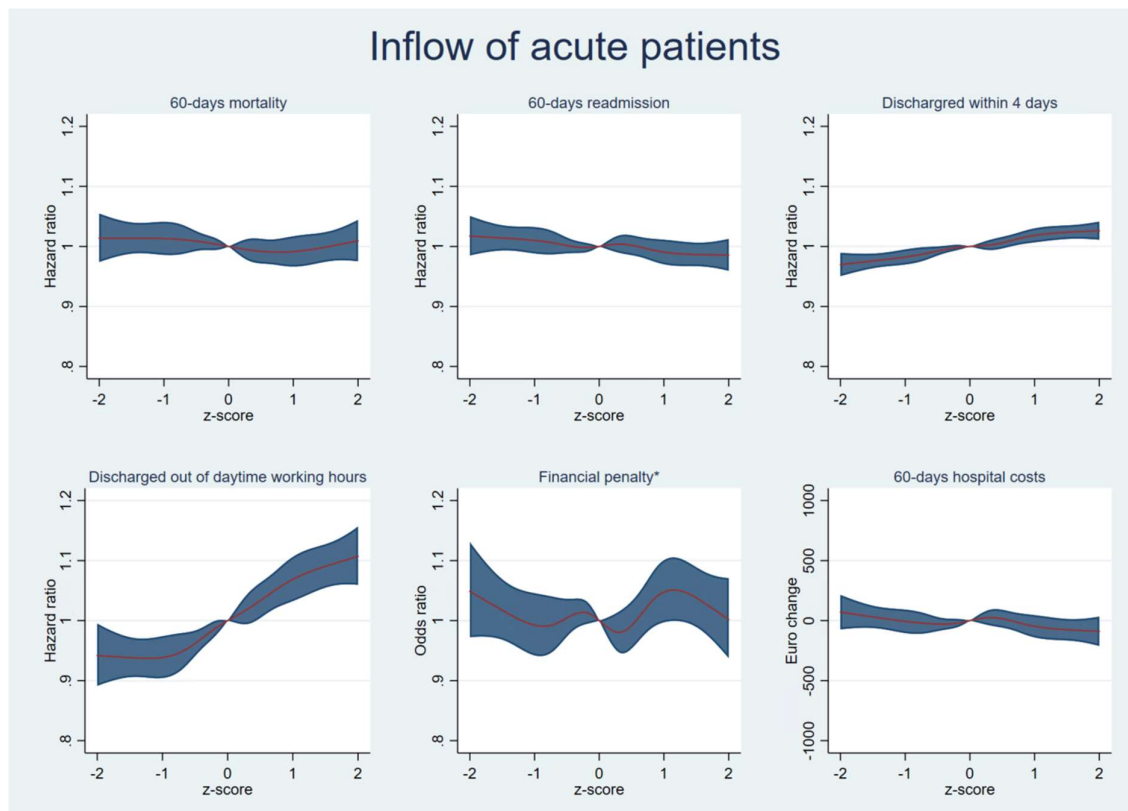 Inflow of acute patients
60-days mortality
Hazard ratio
1.2
1.1
1
.9
.8
-2 -1 0 1 2
z-score
60-days readmission
Hazard ratio
1.2
1.1
1
.9
.8
-2 -1 0 1 2
z-score
Dischargred within 4 days
Hazard ratio
1.2
1.1
1
.9
.8
-2 -1 0 1 2
z-score
Discharged out of daytime working hours
Hazard ratio
1.2
1.1
1
.9
.8
-2 -1 0 1 2
z-score
Financial penalty*
Odds ratio
1.2
1.1
1
.9
.8
-2 -1 0 1 2
z-score
60-days hospital costs
Euro change
1000
500
0
-500
-1000
-2 -1 0 1 2
z-score